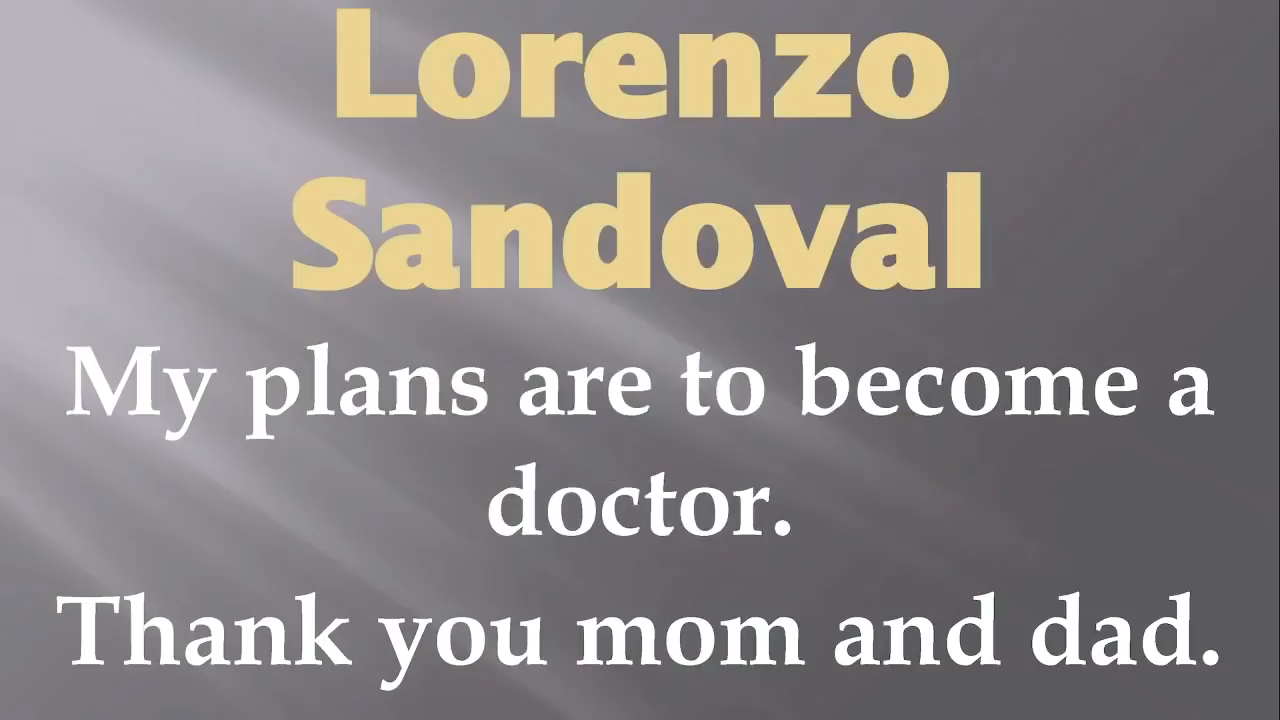 Lorenzo
Sandoval
My plans are to become a
doctor.
Thank you mom and dad.